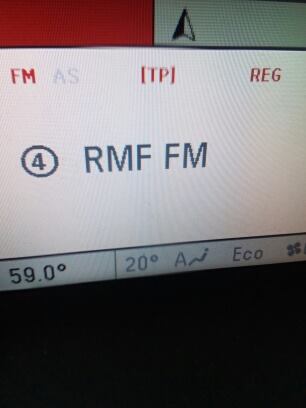 FM AS [TP] REG
4 RMF FM
59.0° 20° A Eco